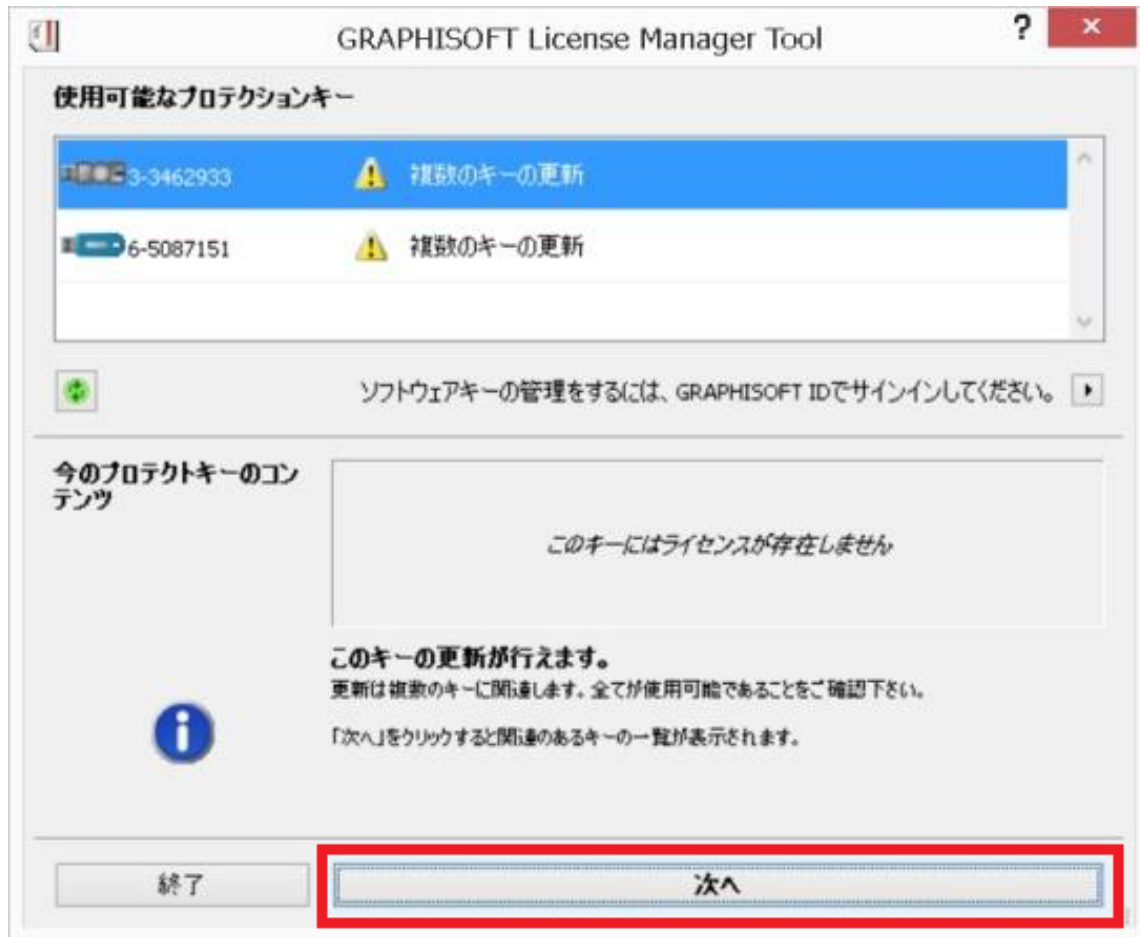 GRAPHISOFT License Manager Tool
使用可能なプロテクションキー
3-3462933 複数のキーの更新
6-5087151 複数のキーの更新
ソフトウェアキーの管理をするには、GRAPHISOFT IDでサインインしてください。
今のプロテクトキーのコン
テンツ
このキーにはライセンスが存在しません
このキーの更新が行えます。
更新は複数のキーに関連します。全てが使用可能であることをご確認下さい。
「次へ」をクリックすると関連のあるキーの一覧が表示されます。
終了 次へ